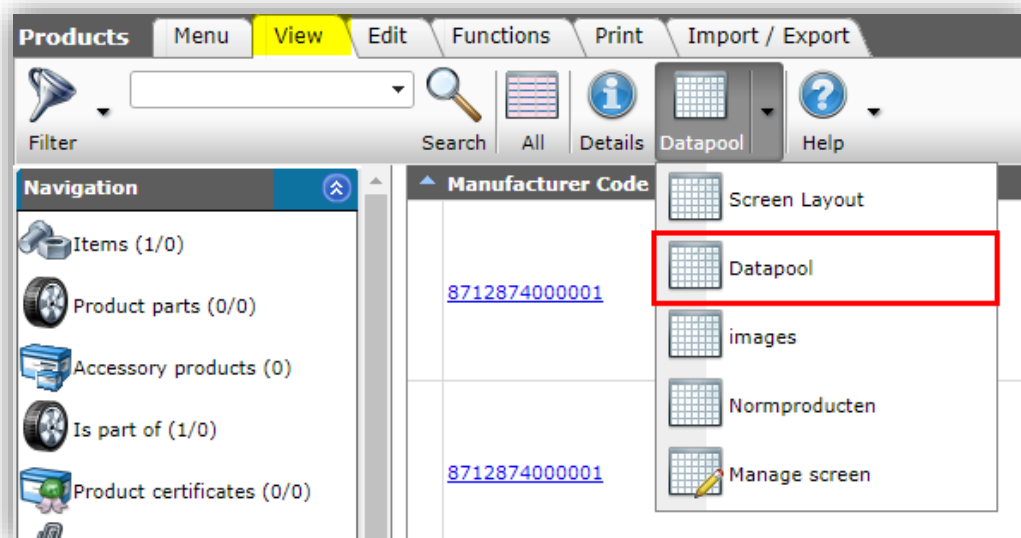 Products Menu View Edit Functions Print Import / Export
Filter Search All Details Datapool Help
Navigation
Items (1/0)
Product parts (0/0)
Accessory products (0)
Is part of (1/0)
Product certificates (0/0)
Manufacturer Code
8712874000001
8712874000001
Screen Layout
Datapool
images
Normproducten
Manage screen